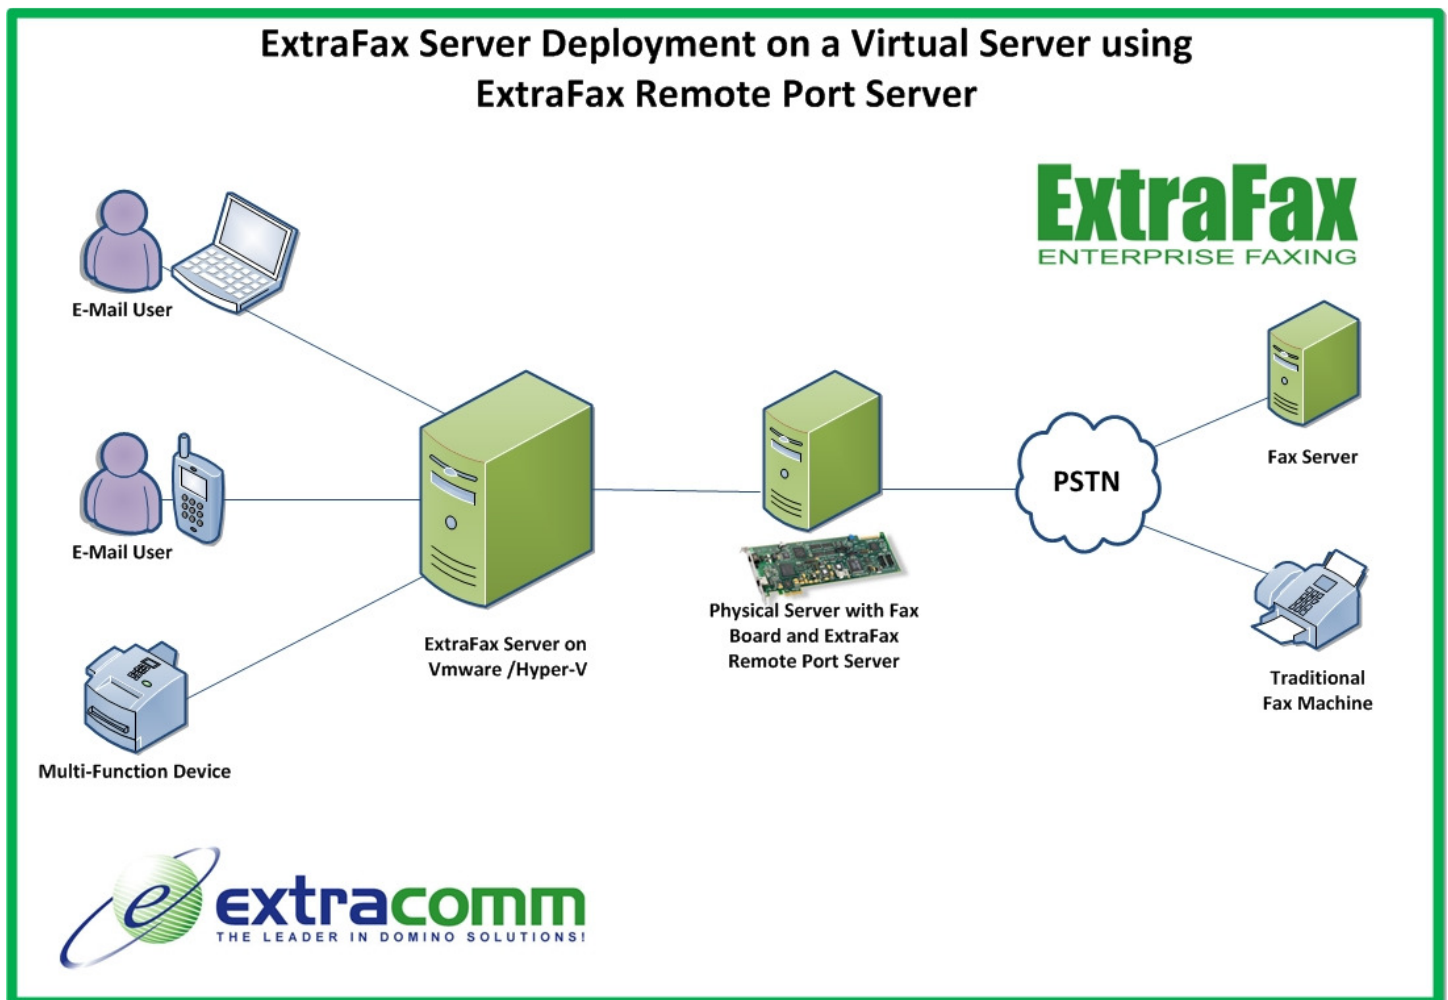 ExtraFax Server Deployment on a Virtual Server using
ExtraFax Remote Port Server
ExtraFax
ENTERPRISE FAXING
E-Mail User
E-Mail User
Multi-Function Device
ExtraFax Server on
Vmware /Hyper-V
Physical Server with Fax
Board and ExtraFax
Remote Port Server
PSTN
Fax Server
Traditional
Fax Machine
e extracomm
THE LEADER IN DOMINO SOLUTIONS!